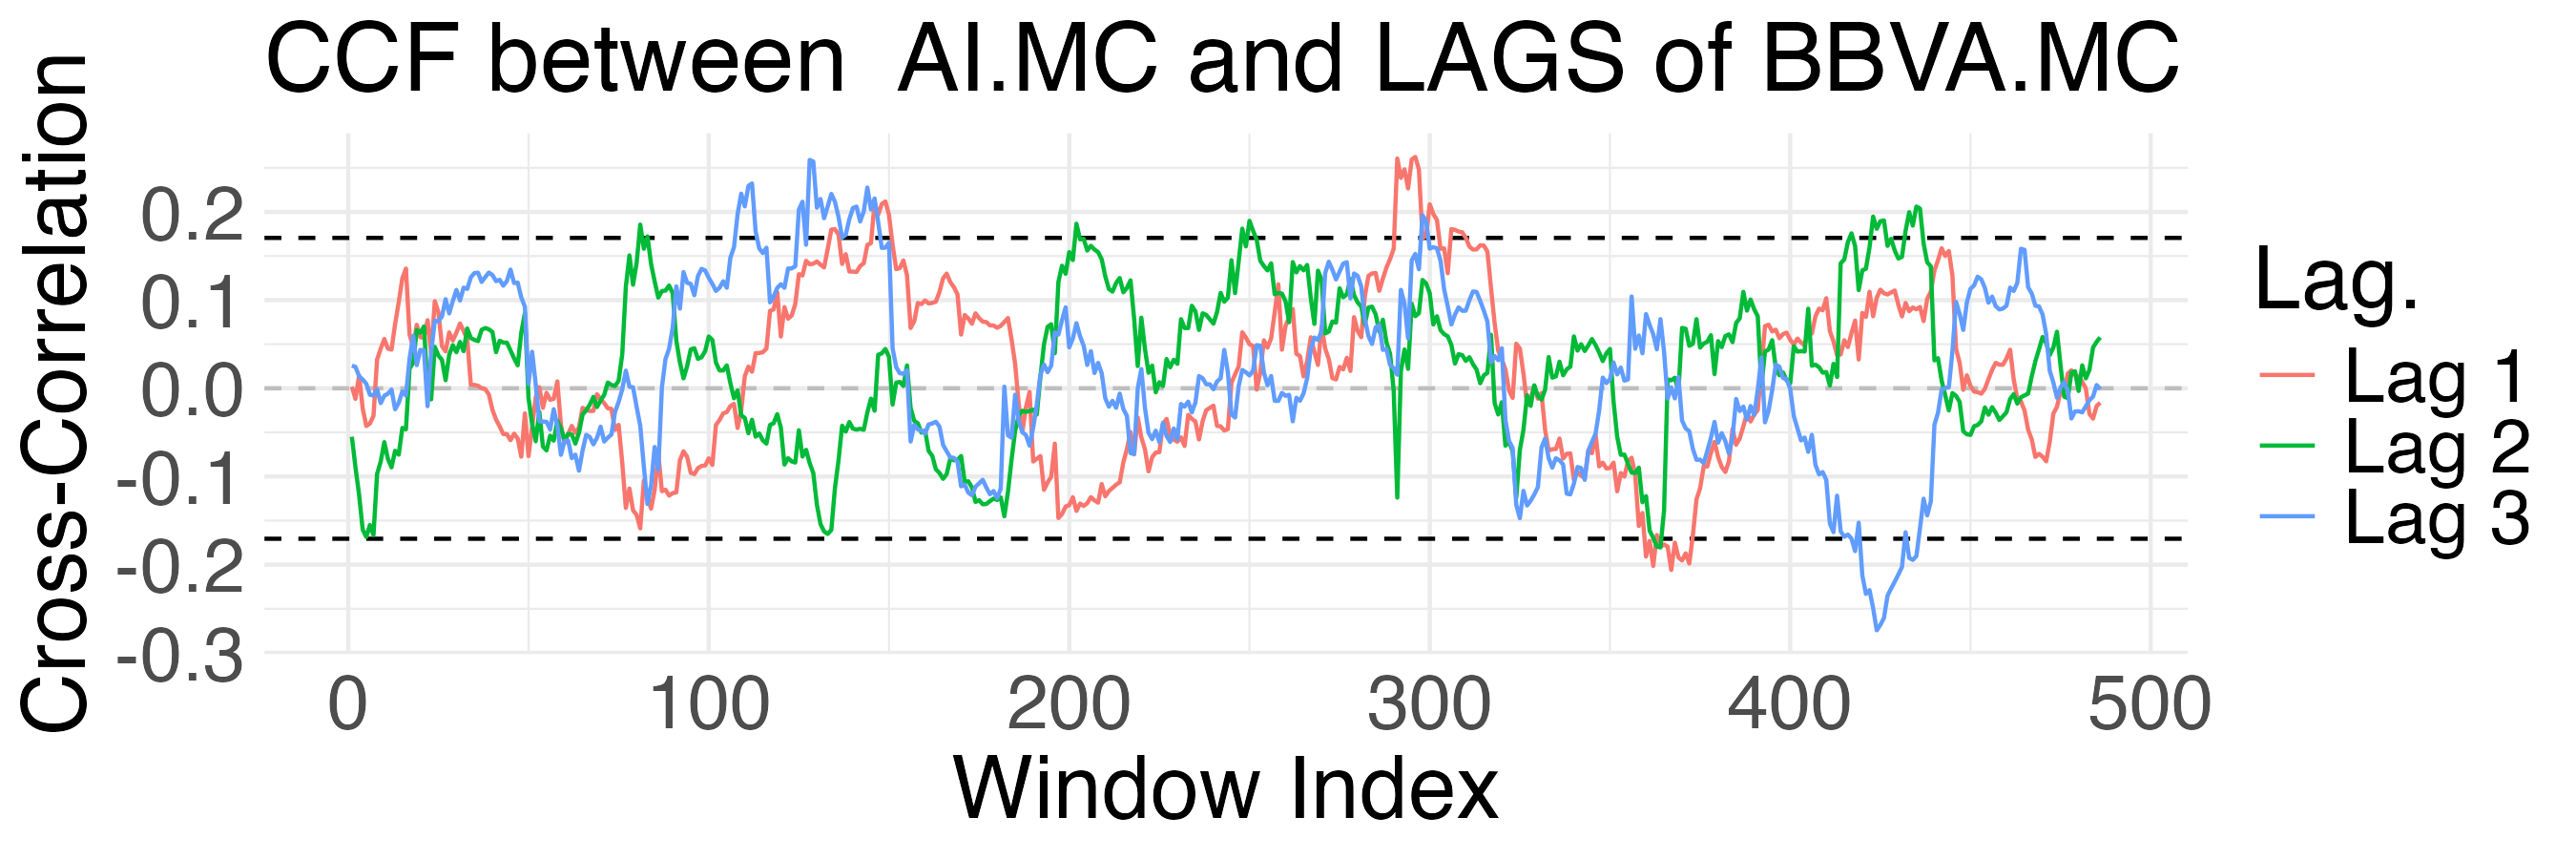 CCF between  AI.MC and LAGS of BBVA.MC
Cross-Correlation
0.2
0.1
0.0
-0.1
-0.2
-0.3
0 100 200 300 400 500
Window Index
Lag.
Lag 1
Lag 2
Lag 3